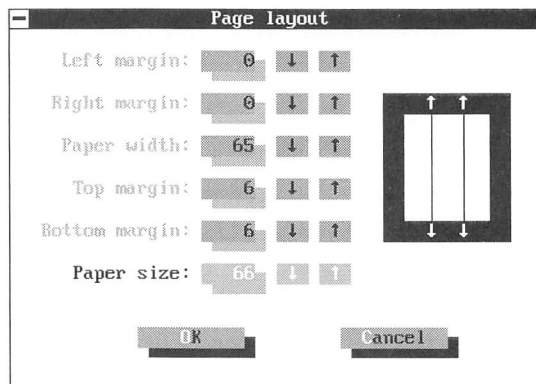 Page layout
Left margin: 0 ↓ ↑
Right margin: 0 ↓ ↑
Paper width: 65 ↓ ↑
Top margin: 6 ↓ ↑
Bottom margin: 6 ↓ ↑
Paper size: 66 ↓ ↑
OK Cancel